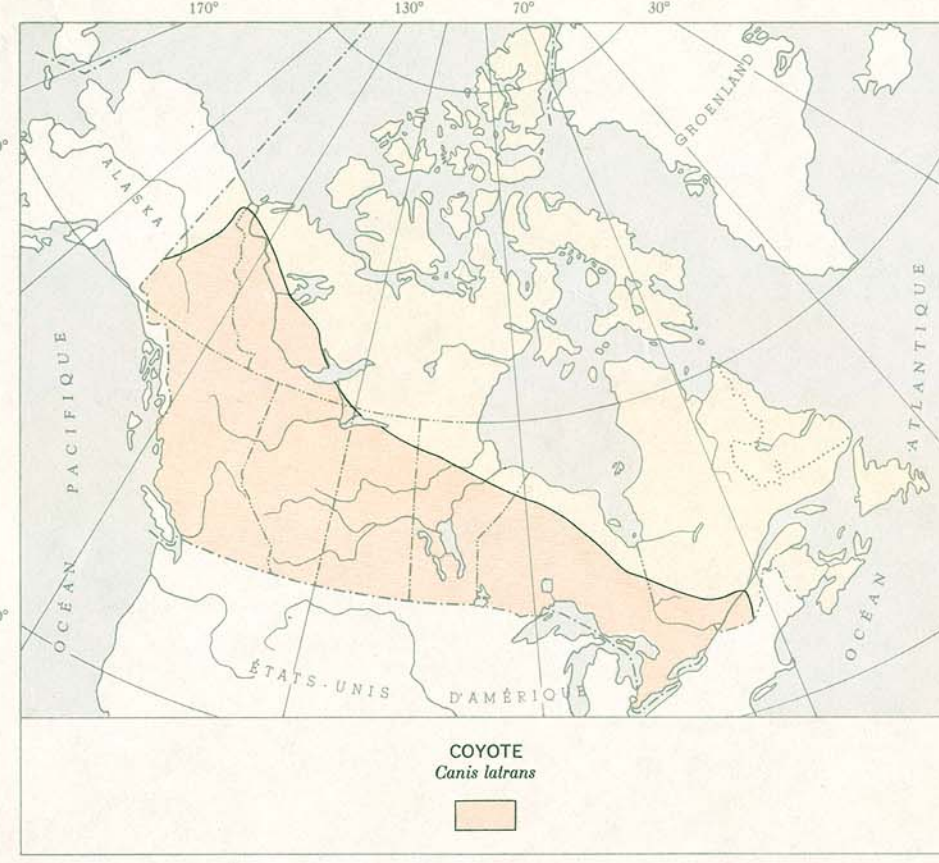 170° 130° 70° 30°
GROENLAND
ALASKA
OCÉAN PACIFIQUE
OCÉAN ATLANTIQUE
ÉTATS-UNIS D'AMÉRIQUE
COYOTE
Canis latrans